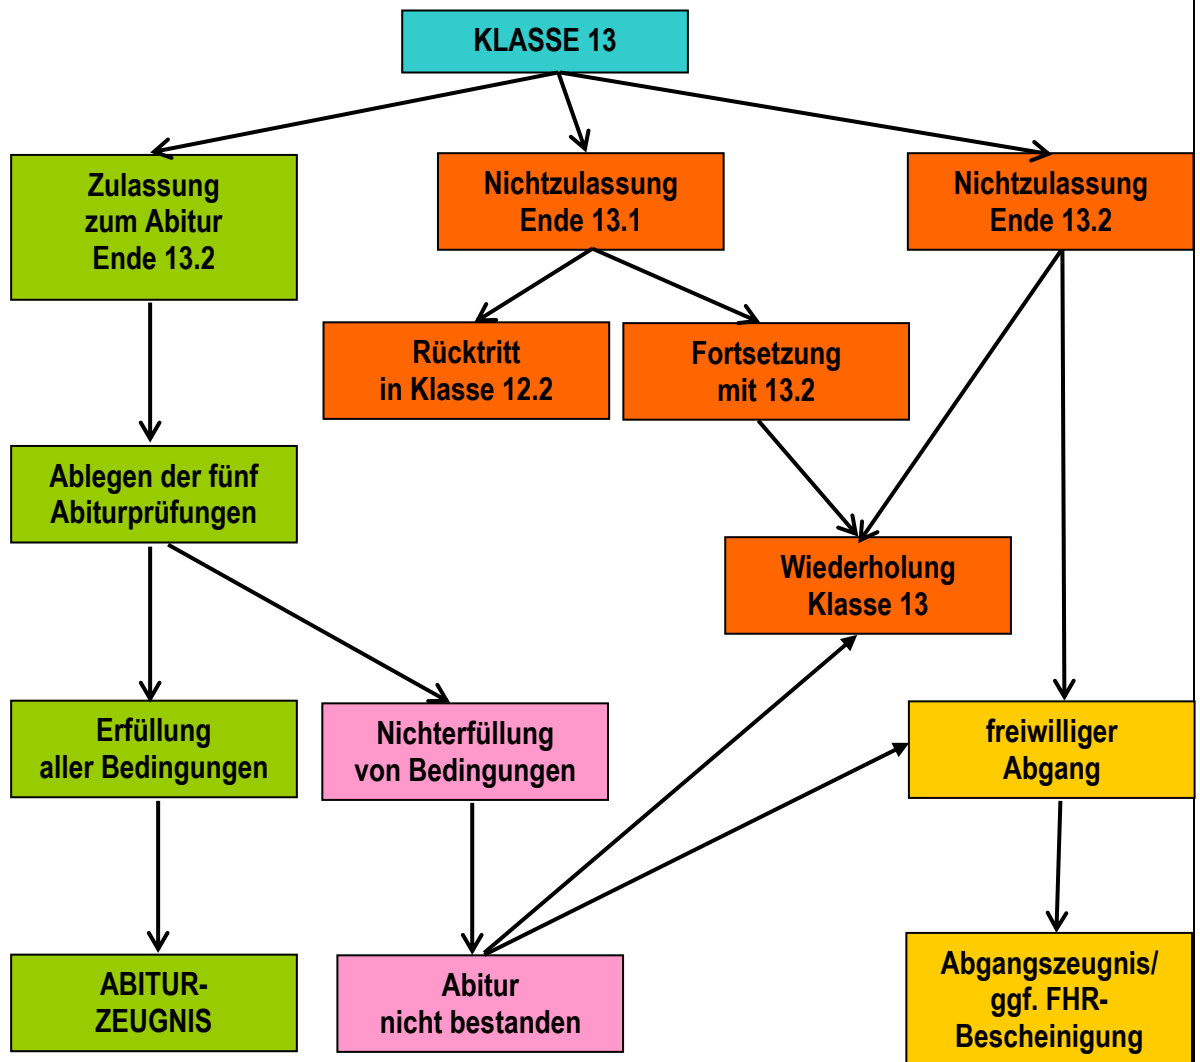 KLASSE 13
Zulassung
zum Abitur
Ende 13.2
Nichtzulassung
Ende 13.1
Nichtzulassung
Ende 13.2
Rücktritt
in Klasse 12.2
Fortsetzung
mit 13.2
Ablegen der fünf
Abiturprüfungen
Wiederholung
Klasse 13
Erfüllung
aller Bedingungen
Nichterfüllung
von Bedingungen
freiwilliger
Abgang
ABITUR-
ZEUGNIS
Abitur
nicht bestanden
Abgangszeugnis/
ggf. FHR-
Bescheinigung